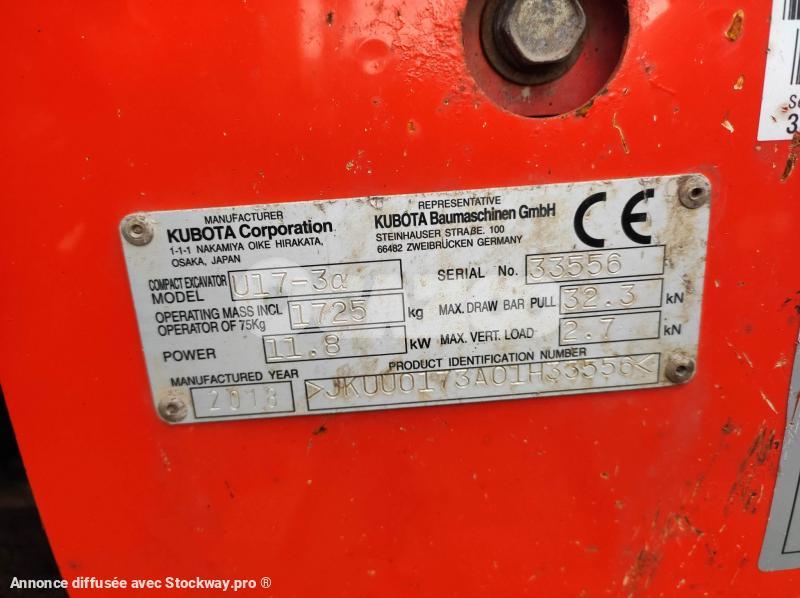 MANUFACTURER
KUBOTA Corporation
1-1-1 NAKAMIYA OIKE HIRAKATA,
OSAKA, JAPAN
REPRESENTATIVE
KUBOTA Baumaschinen GmbH
STEINHAUSER STRAßE. 100
66482 ZWEIBRÜCKEN GERMANY
CE
COMPACT EXCAVATOR
MODEL U17-3α
SERIAL No. 33556
OPERATING MASS INCL
OPERATOR OF 75Kg 1725 kg
MAX. DRAW BAR PULL 32.3 kN
POWER 11.8 kW
MAX. VERT. LOAD 2.7 kN
MANUFACTURED YEAR
2018
PRODUCT IDENTIFICATION NUMBER
>JKUU0173A01H33556<
Annonce diffusée avec Stockway.pro ®